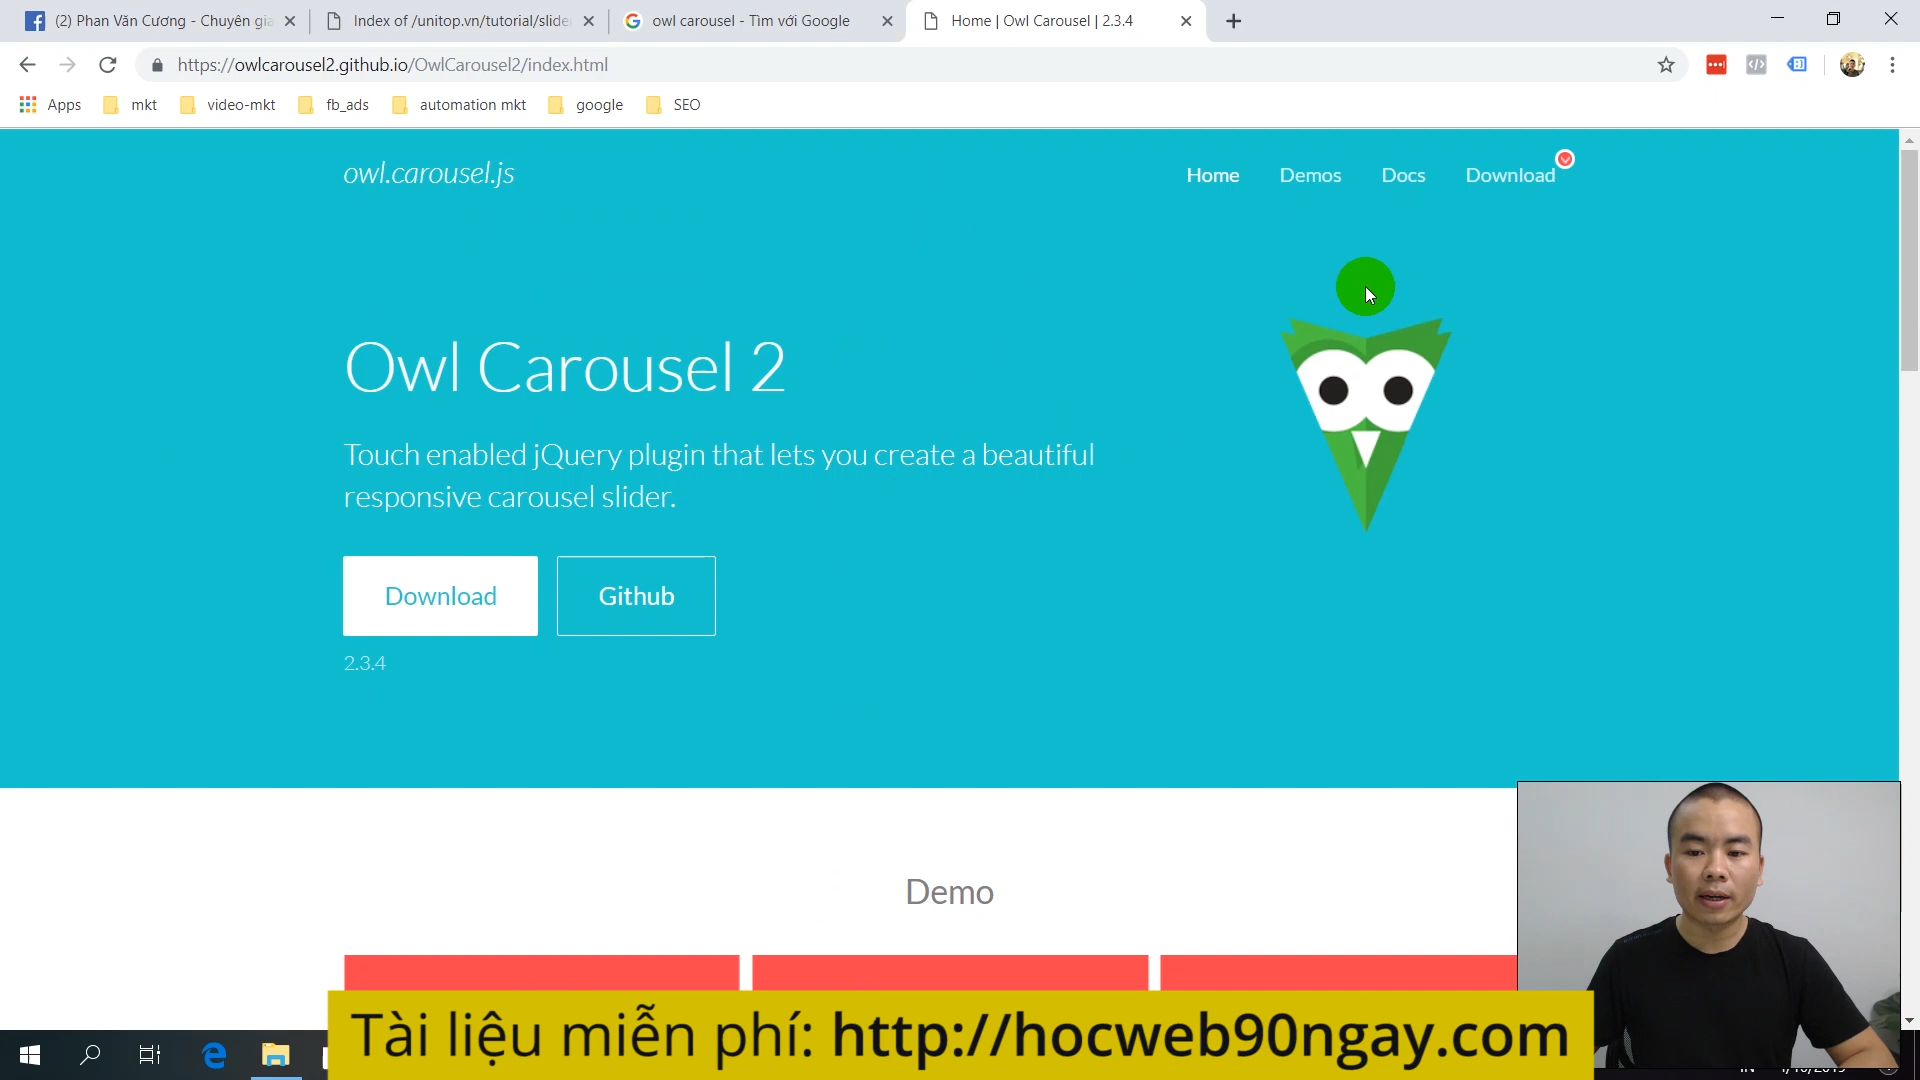 (2) Phan Văn Cương - Chuyên gia
Index of /unitop.vn/tutorial/slide
owl carousel - Tìm với Google
Home | Owl Carousel | 2.3.4
https://owlcarousel2.github.io/OwlCarousel2/index.html
Apps
mkt
video-mkt
fb_ads
automation mkt
google
SEO
owl.carousel.js
Home
Demos
Docs
Download
Owl Carousel 2
Touch enabled jQuery plugin that lets you create a beautiful
responsive carousel slider.
Download
Github
2.3.4
Demo
Tài liệu miễn phí: http://hocweb90ngay.com